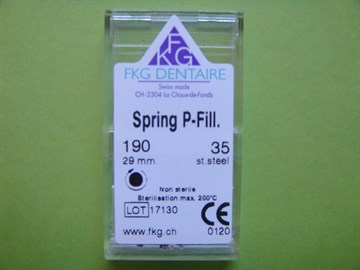 F
K G
FKG DENTAIRE
Swiss made
CH-2304 La Chaux-de-Fonds
Spring P-Fill.
190 35
29 mm st.steel
Non sterile
Sterilisation max. 200°C
LOT 17130 CE
www.fkg.ch 0120